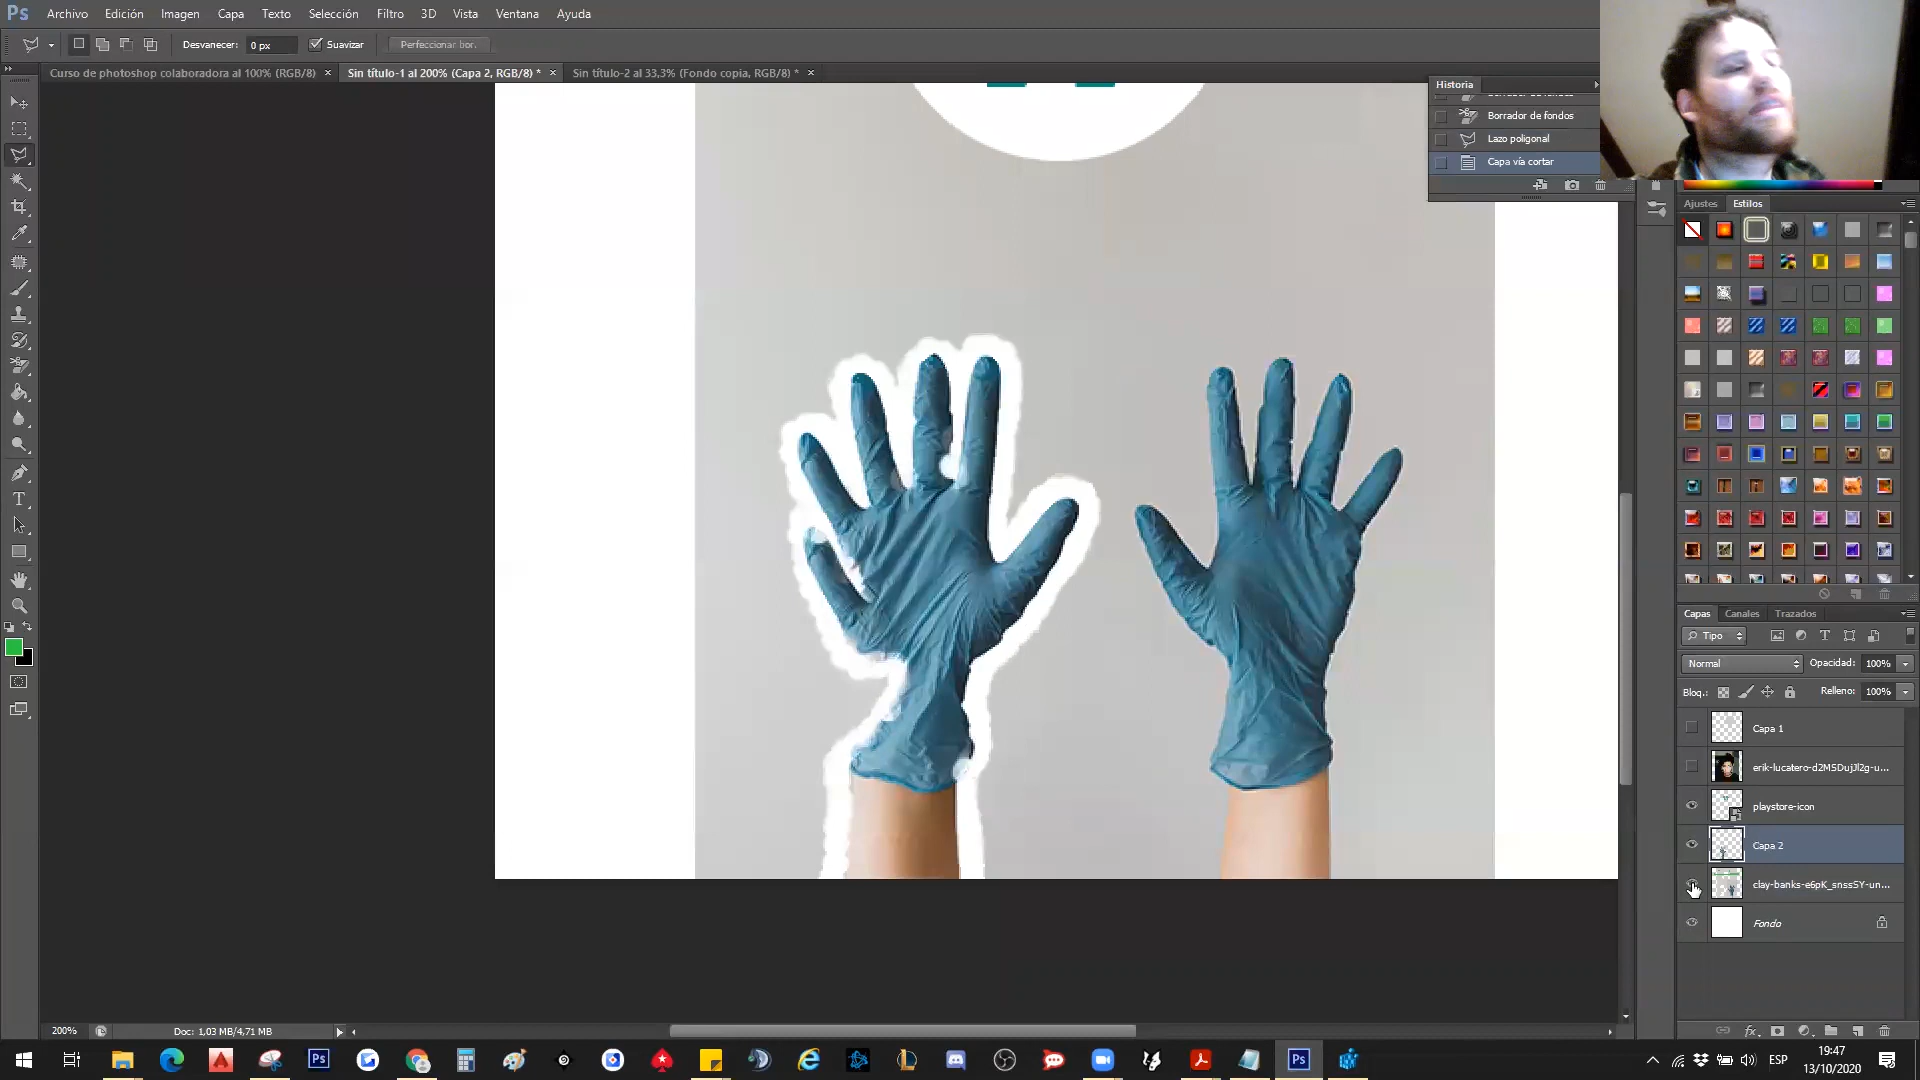 Ps Archivo Edición Imagen Capa Texto Selección Filtro 3D Vista Ventana Ayuda
Desvanecer: 0 px Suavizar Perfeccionar bor.
Curso de photoshop colaboradora al 100% (RGB/8) × Sin título-1 al 200% (Capa 2, RGB/8) * × Sin título-2 al 33,3% (Fondo copia, RGB/8) * ×
Historia
Borrador de fondos
Lazo poligonal
Capa vía cortar
Ajustes Estilos
Capas Canales Trazados
Tipo
Normal Opacidad: 100%
Bloq.: Relleno: 100%
Capa 1
erik-lucatero-d2MSDujJl2g-u...
playstore-icon
Capa 2
clay-banks-e6pK_snssSY-un...
Fondo
200% Doc: 1,03 MB/4,71 MB
ESP
19:47
13/10/2020